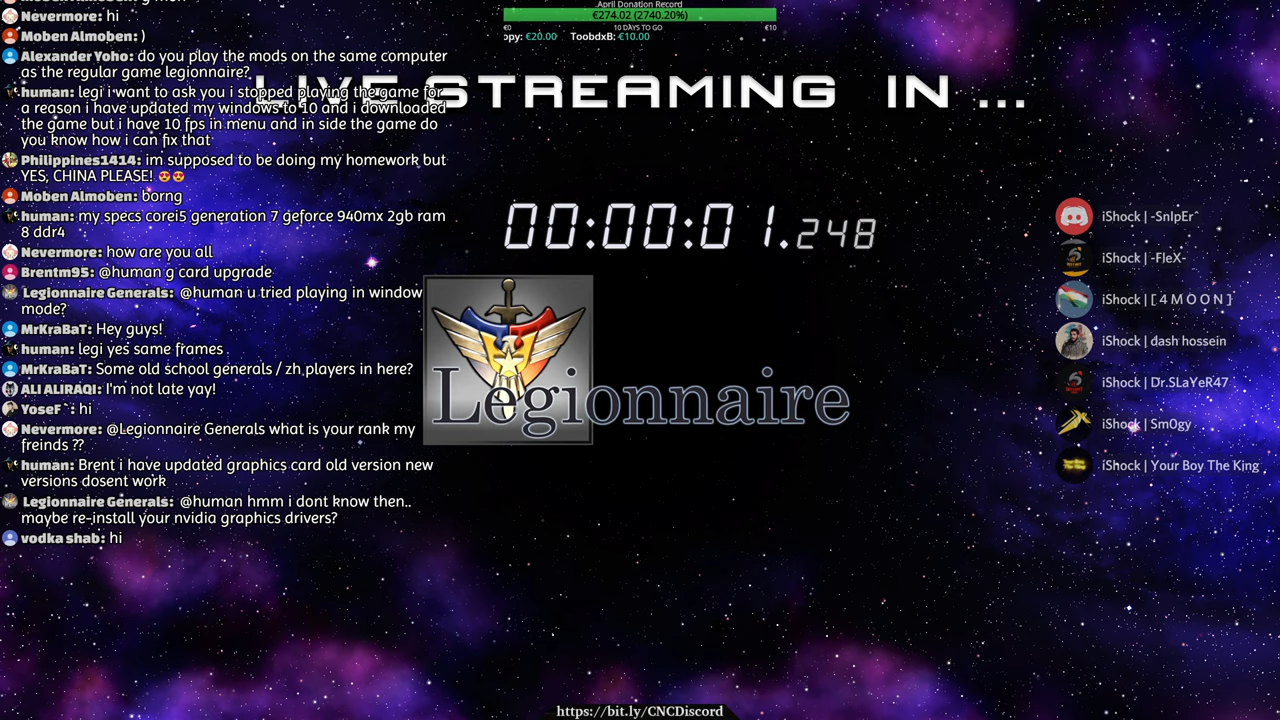 Nevermore: hi
Moben Almoben: )
Alexander Yoho: do you play the mods on the same computer
as the regular game legionnaire?
human: legi i want to ask you i stopped playing the game for
a reason i have updated my windows to 10 and i downloaded
the game but i have 10 fps in menu and in side the game do
you know how i can fix that
Philippines1414: im supposed to be doing my homework but
YES, CHINA PLEASE! 😍😍
Moben Almoben: borng
human: my specs corei5 generation 7 geforce 940mx 2gb ram
8 ddr4
Nevermore: how are you all
Brentm95: @human g card upgrade
Legionnaire Generals: @human u tried playing in window
mode?
MrKraBaT: Hey guys!
human: legi yes same frames
MrKraBaT: Some old school generals / zh players in here?
ALI ALIRAQI: I'm not late yay!
YoseF ~: hi
Nevermore: @Legionnaire Generals what is your rank my
freinds ??
human: Brent i have updated graphics card old version new
versions dosent work
Legionnaire Generals: @human hmm i dont know then..
maybe re-install your nvidia graphics drivers?
vodka shab: hi
April Donation Record
€274.02 (2740.20%)
€0 10 DAYS TO GO €10
opy: €20.00 ToobdxB: €10.00
LIVE STREAMING IN ...
00:00:01.248
Legionnaire
iShock | -SnIpEr^
iShock | -FleX-
iShock | [ 4 M O O N ]
iShock | dash hossein
iShock | Dr.SLaYeR47
iShock | Sm0gy
iShock | Your Boy The King
https://bit.ly/CNCDiscord